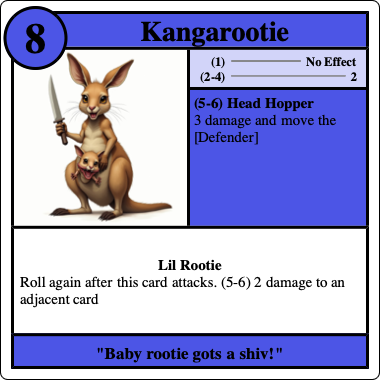 8
Kangarootie
(1) No Effect
(2-4) 2
(5-6) Head Hopper
3 damage and move the
[Defender]
Lil Rootie
Roll again after this card attacks. (5-6) 2 damage to an
adjacent card
"Baby rootie gots a shiv!"